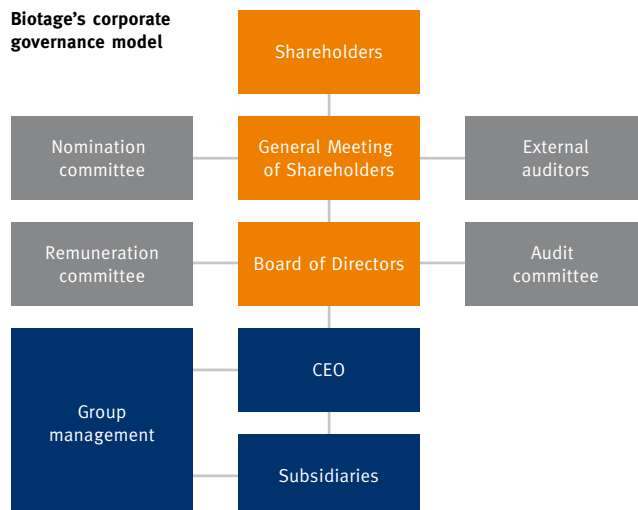 Biotage’s corporate
governance model
Shareholders
Nomination
committee
General Meeting
of Shareholders
External
auditors
Remuneration
committee
Board of Directors
Audit
committee
Group
management
CEO
Subsidiaries